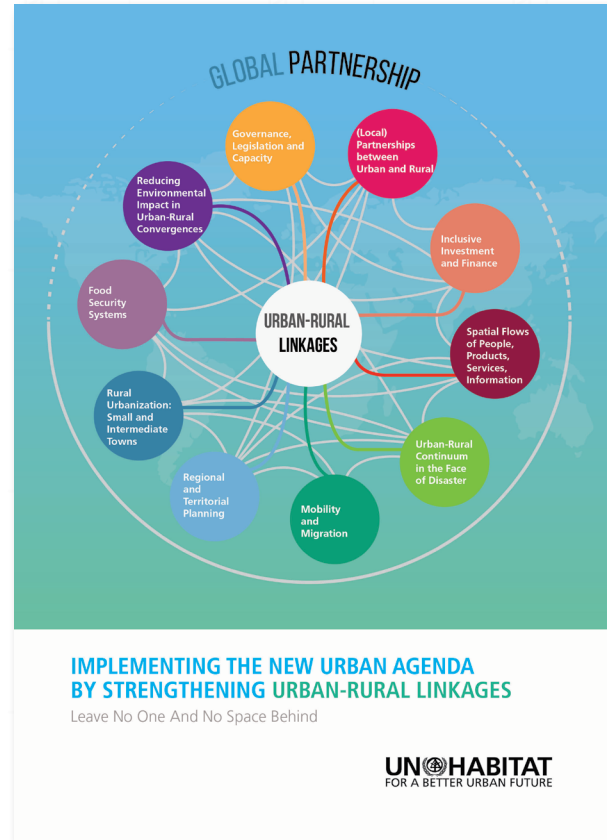 GLOBAL PARTNERSHIP
Governance,
Legislation and
Capacity
(Local)
Partnerships
between
Urban and Rural
Reducing
Environmental
Impact in
Urban-Rural
Convergences
Inclusive
Investment
and Finance
Food
Security
Systems
URBAN-RURAL
LINKAGES
Spatial Flows
of People,
Products,
Services,
Information
Rural
Urbanization:
Small and
Intermediate
Towns
Urban-Rural
Continuum
in the Face
of Disaster
Regional
and
Territorial
Planning
Mobility
and
Migration
IMPLEMENTING THE NEW URBAN AGENDA
BY STRENGTHENING URBAN-RURAL LINKAGES
Leave No One And No Space Behind
UN HABITAT
FOR A BETTER URBAN FUTURE